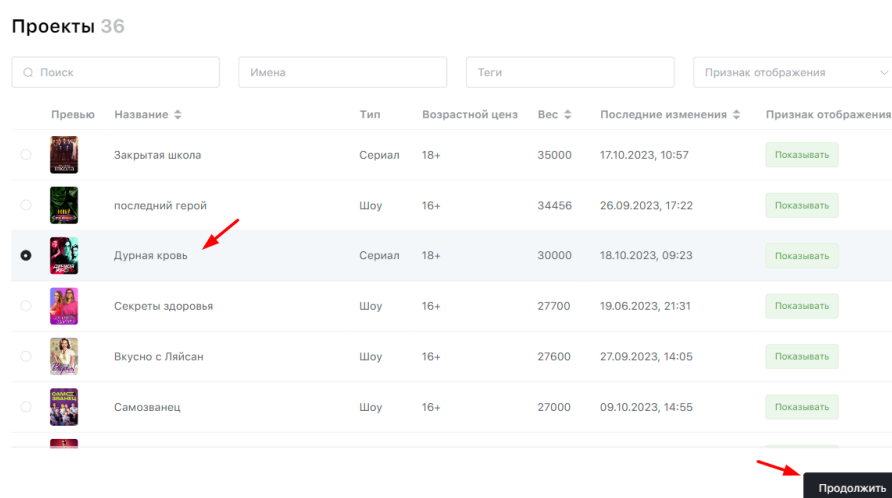 Проекты 36
Поиск Имена Теги Признак отображения
Превью Название Тип Возрастной ценз Вес Последние изменения Признак отображения
Закрытая школа Сериал 18+ 35000 17.10.2023, 10:57 Показывать
последний герой Шоу 16+ 34456 26.09.2023, 17:22 Показывать
Дурная кровь Сериал 18+ 30000 18.10.2023, 09:23 Показывать
Секреты здоровья Шоу 16+ 27700 19.06.2023, 21:31 Показывать
Вкусно с Ляйсан Шоу 16+ 27600 27.09.2023, 14:05 Показывать
Самозванец Шоу 16+ 27000 09.10.2023, 14:55 Показывать
Продолжить